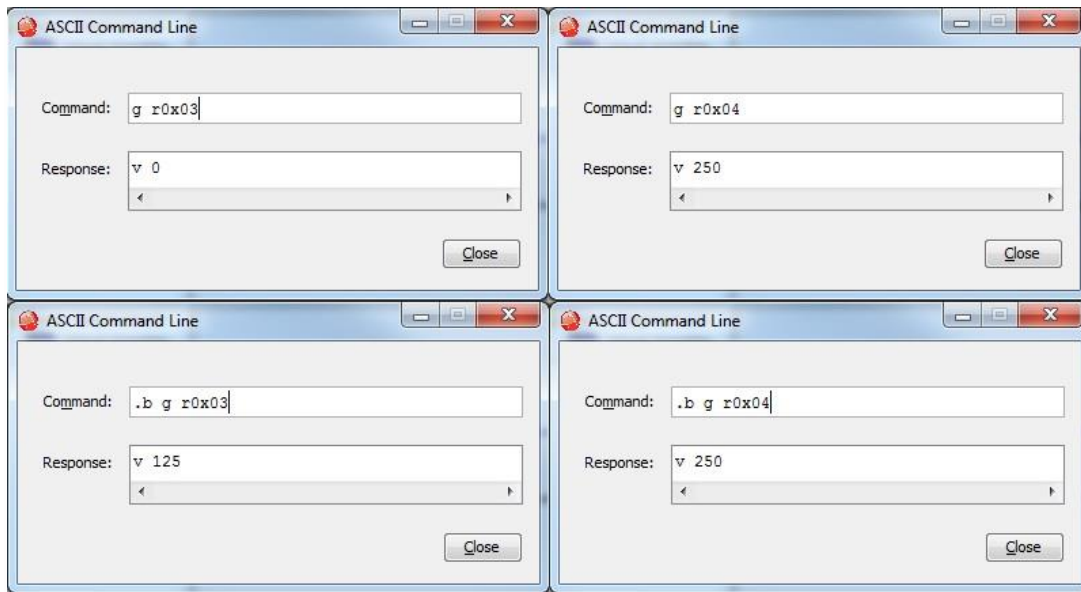 ASCII Command Line
Command: g r0x03
Response: v 0
Close
ASCII Command Line
Command: g r0x04
Response: v 250
Close
ASCII Command Line
Command: .b g r0x03
Response: v 125
Close
ASCII Command Line
Command: .b g r0x04
Response: v 250
Close